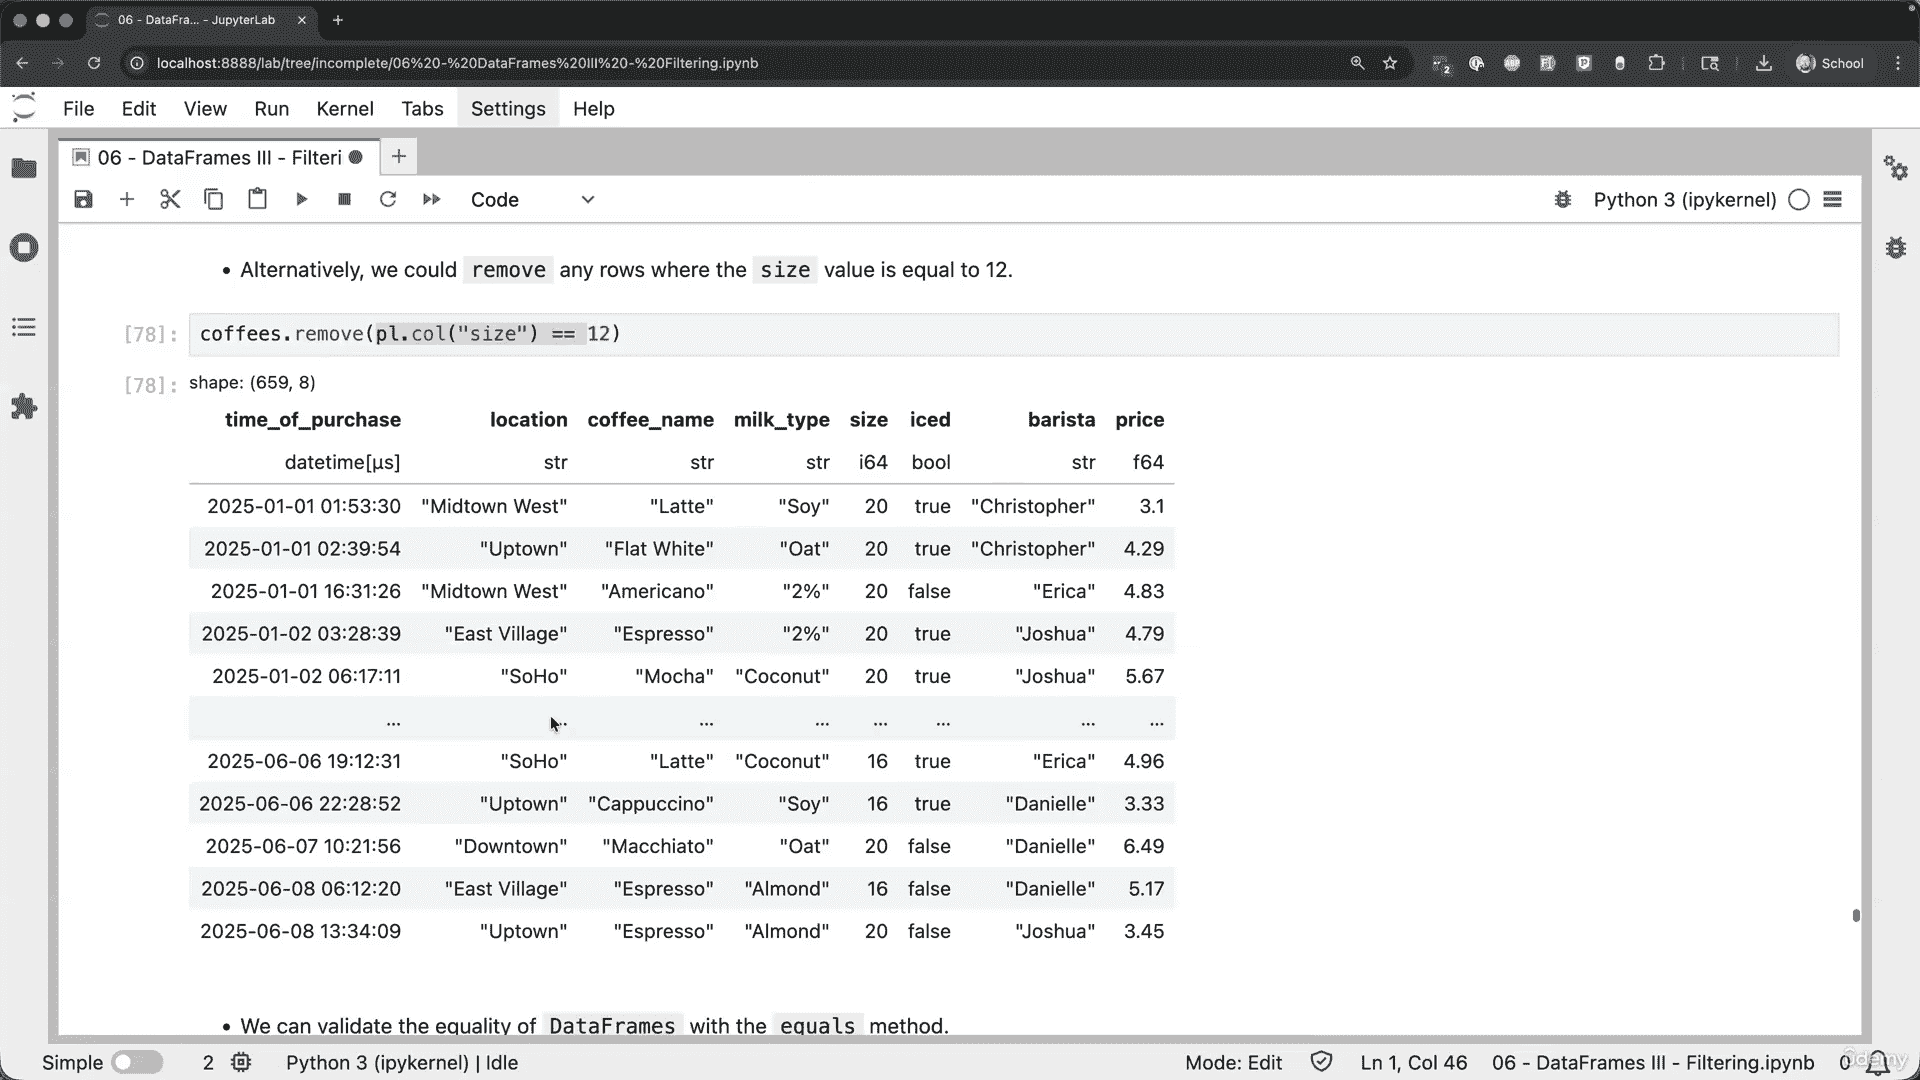 06 - DataFra... - JupyterLab
localhost:8888/lab/tree/incomplete/06%20-%20DataFrames%20III%20-%20Filtering.ipynb
2
School
File Edit View Run Kernel Tabs Settings Help
06 - DataFrames III - Filteri
Code
Python 3 (ipykernel)
• Alternatively, we could remove any rows where the size value is equal to 12.
[78]: coffees.remove(pl.col("size") == 12)
[78]: shape: (659, 8)
time_of_purchase location coffee_name milk_type size iced barista price
datetime[μs] str str str i64 bool str f64
2025-01-01 01:53:30 "Midtown West" "Latte" "Soy" 20 true "Christopher" 3.1
2025-01-01 02:39:54 "Uptown" "Flat White" "Oat" 20 true "Christopher" 4.29
2025-01-01 16:31:26 "Midtown West" "Americano" "2%" 20 false "Erica" 4.83
2025-01-02 03:28:39 "East Village" "Espresso" "2%" 20 true "Joshua" 4.79
2025-01-02 06:17:11 "SoHo" "Mocha" "Coconut" 20 true "Joshua" 5.67
… … … … … … … …
2025-06-06 19:12:31 "SoHo" "Latte" "Coconut" 16 true "Erica" 4.96
2025-06-06 22:28:52 "Uptown" "Cappuccino" "Soy" 16 true "Danielle" 3.33
2025-06-07 10:21:56 "Downtown" "Macchiato" "Oat" 20 false "Danielle" 6.49
2025-06-08 06:12:20 "East Village" "Espresso" "Almond" 16 false "Danielle" 5.17
2025-06-08 13:34:09 "Uptown" "Espresso" "Almond" 20 false "Joshua" 3.45
• We can validate the equality of DataFrames with the equals method.
Simple 2 Python 3 (ipykernel) | Idle Mode: Edit Ln 1, Col 46 06 - DataFrames III - Filtering.ipynb 0
udemy